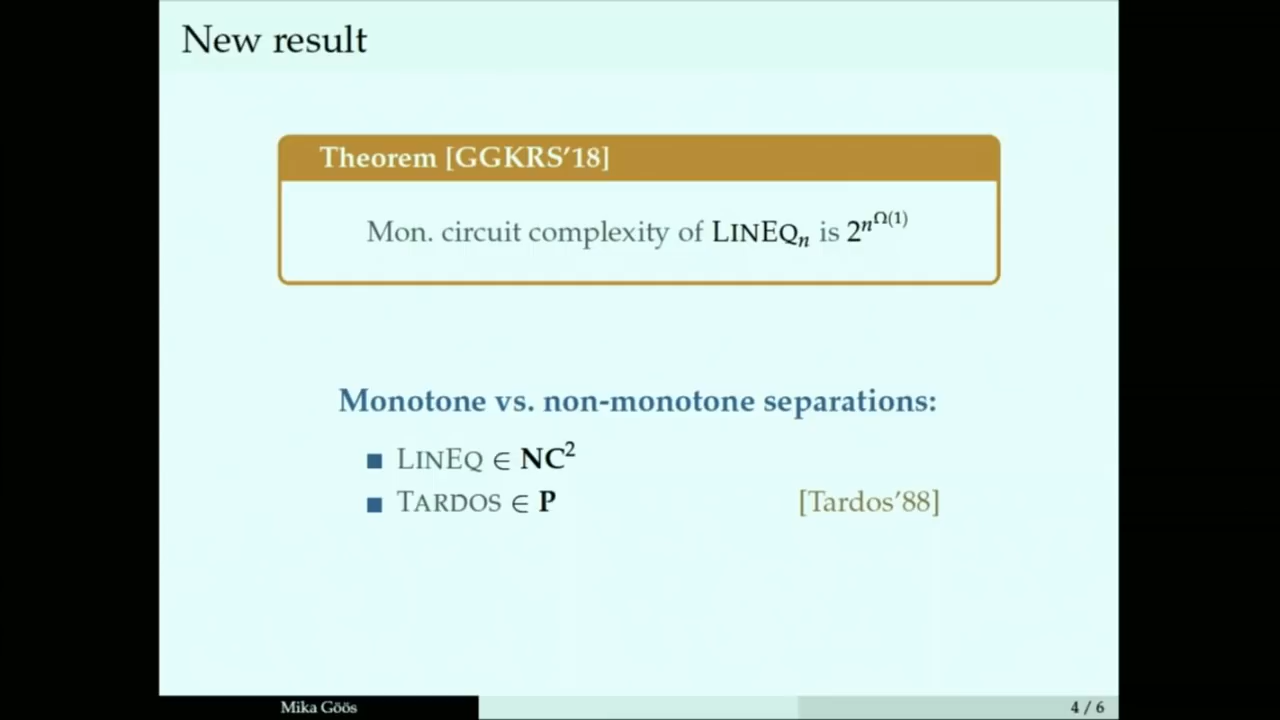 New result
Theorem [GGKRS'18]
Mon. circuit complexity of LINEQₙ is 2^{n^{Ω(1)}}
Monotone vs. non-monotone separations:
■ LINEQ ∈ NC²
■ TARDOS ∈ P [Tardos'88]
Mika Göös 4 / 6